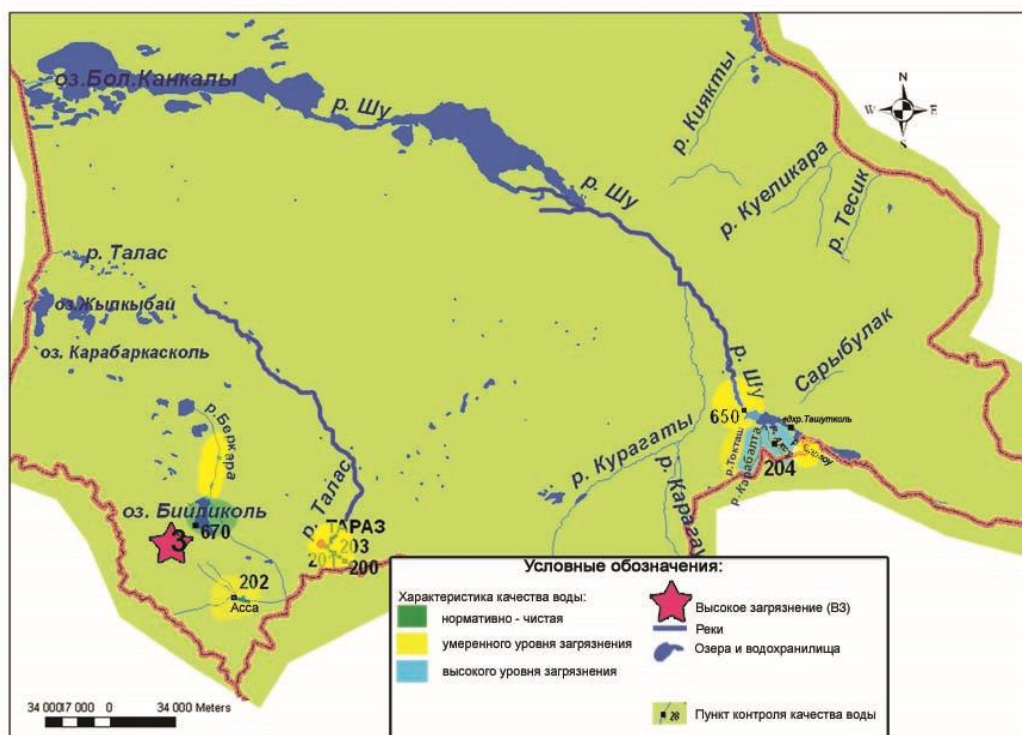 оз.Бол.Канкалы
р. Шу
р. Киякты
N
W E
S
р. Шу
р. Куеликара
р. Тесик
р. Талас
оз.Жылкыбай
оз. Карабаркасколь
Сарыбулак
р. Шу
650
вдхр.Ташутколь
р.Беркара
р. Курагаты
р.Токташ
р. Карабалта
204
р. Талас
р. Карагат
оз. Бийликоль
670
3
ТАРАЗ
203
201
200
202
Асса
Условные обозначения:
Характеристика качества воды:
нормативно - чистая
умеренного уровня загрязнения
высокого уровня загрязнения
Высокое загрязнение (ВЗ)
Реки
Озера и водохранилища
28 Пункт контроля качества воды
34 00017 000 0 34 000 Meters